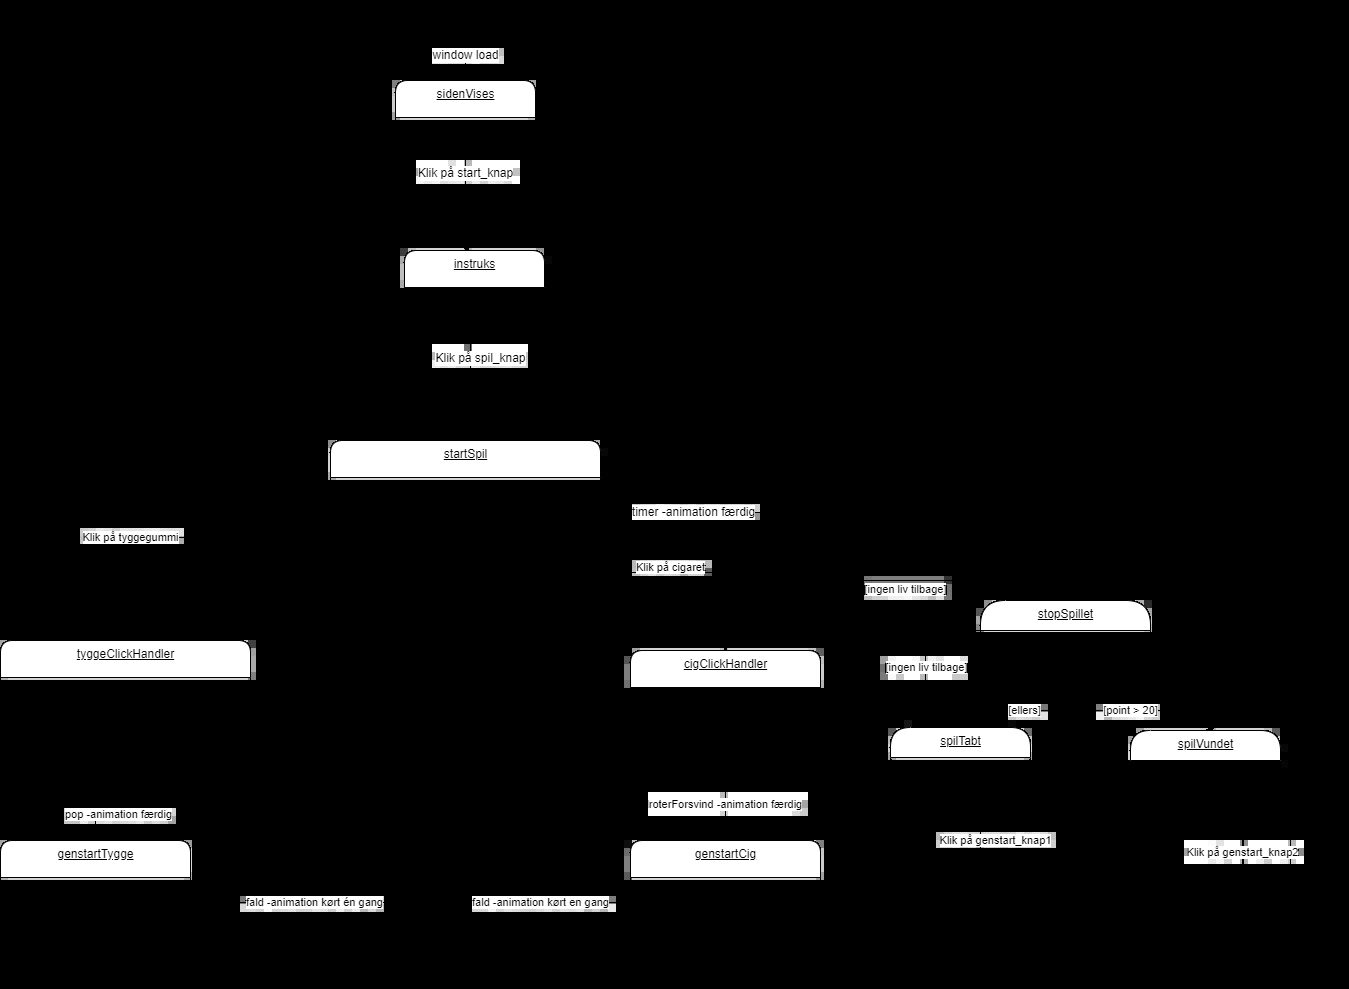 window load
sidenVises
Klik på start_knap
instruks
Klik på spil_knap
startSpil
timer -animation færdig
Klik på tyggegummi
Klik på cigaret
[ingen liv tilbage]
stopSpillet
tyggeClickHandler
cigClickHandler
[ingen liv tilbage]
[ellers]
[point > 20]
spilTabt
spilVundet
roterForsvind -animation færdig
pop -animation færdig
Klik på genstart_knap1
Klik på genstart_knap2
genstartTygge
genstartCig
fald -animation kørt én gang
fald -animation kørt en gang